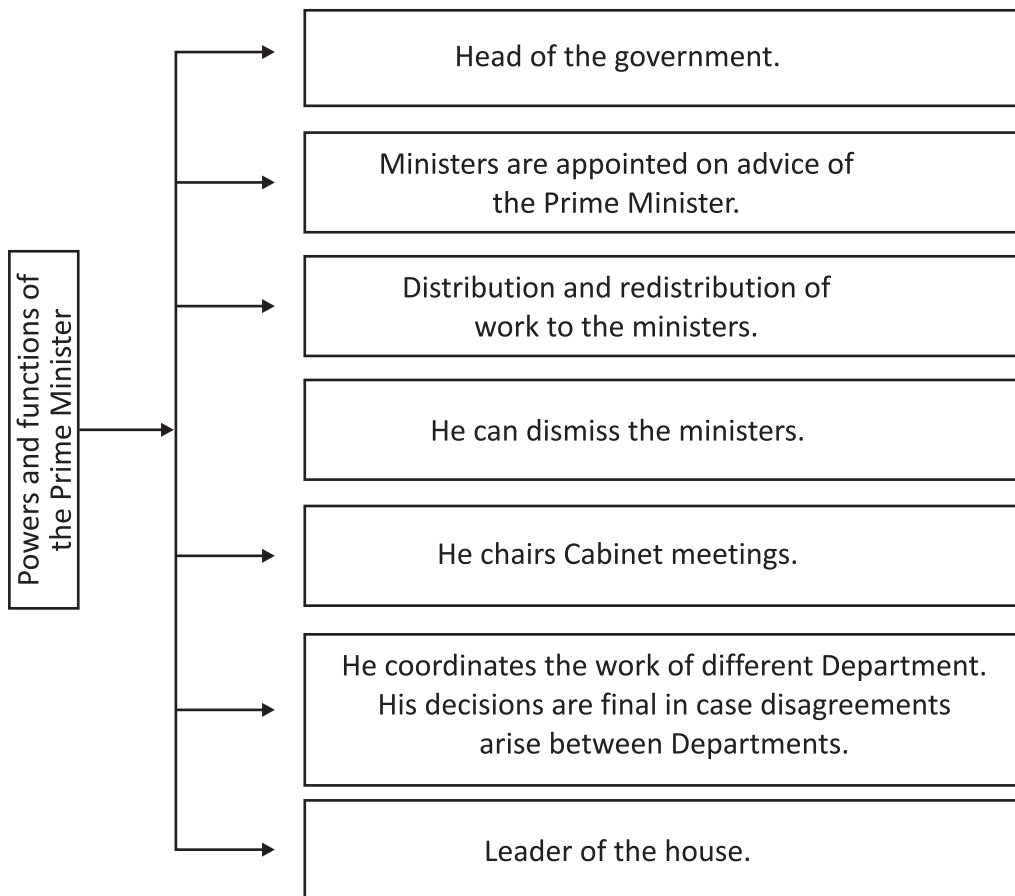 Powers and functions of
the Prime Minister
Head of the government.
Ministers are appointed on advice of
the Prime Minister.
Distribution and redistribution of
work to the ministers.
He can dismiss the ministers.
He chairs Cabinet meetings.
He coordinates the work of different Department.
His decisions are final in case disagreements
arise between Departments.
Leader of the house.